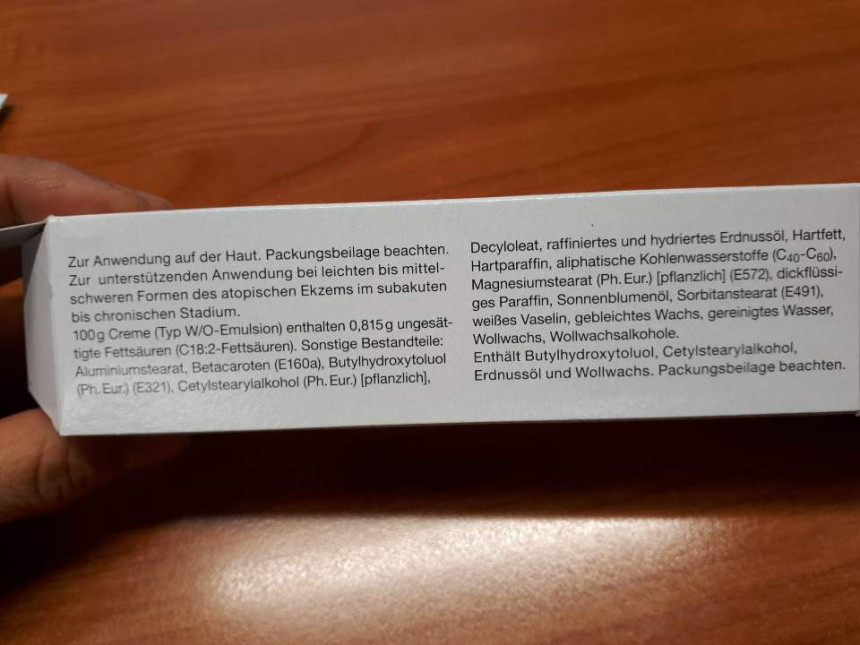 Zur Anwendung auf der Haut. Packungsbeilage beachten.
Zur unterstützenden Anwendung bei leichten bis mittel-
schweren Formen des atopischen Ekzems im subakuten
bis chronischen Stadium.
100 g Creme (Typ W/O-Emulsion) enthalten 0,815 g ungesät-
tigte Fettsäuren (C18:2-Fettsäuren). Sonstige Bestandteile:
Aluminiumstearat, Betacaroten (E160a), Butylhydroxytoluol
(Ph. Eur.) (E321), Cetylstearylalkohol (Ph. Eur.) [pflanzlich],
Decyloleat, raffiniertes und hydriertes Erdnussöl, Hartfett,
Hartparaffin, aliphatische Kohlenwasserstoffe (C40-C60),
Magnesiumstearat (Ph. Eur.) [pflanzlich] (E572), dickflüssi-
ges Paraffin, Sonnenblumenöl, Sorbitanstearat (E491),
weißes Vaselin, gebleichtes Wachs, gereinigtes Wasser,
Wollwachs, Wollwachsalkohole.
Enthält Butylhydroxytoluol, Cetylstearylalkohol,
Erdnussöl und Wollwachs. Packungsbeilage beachten.